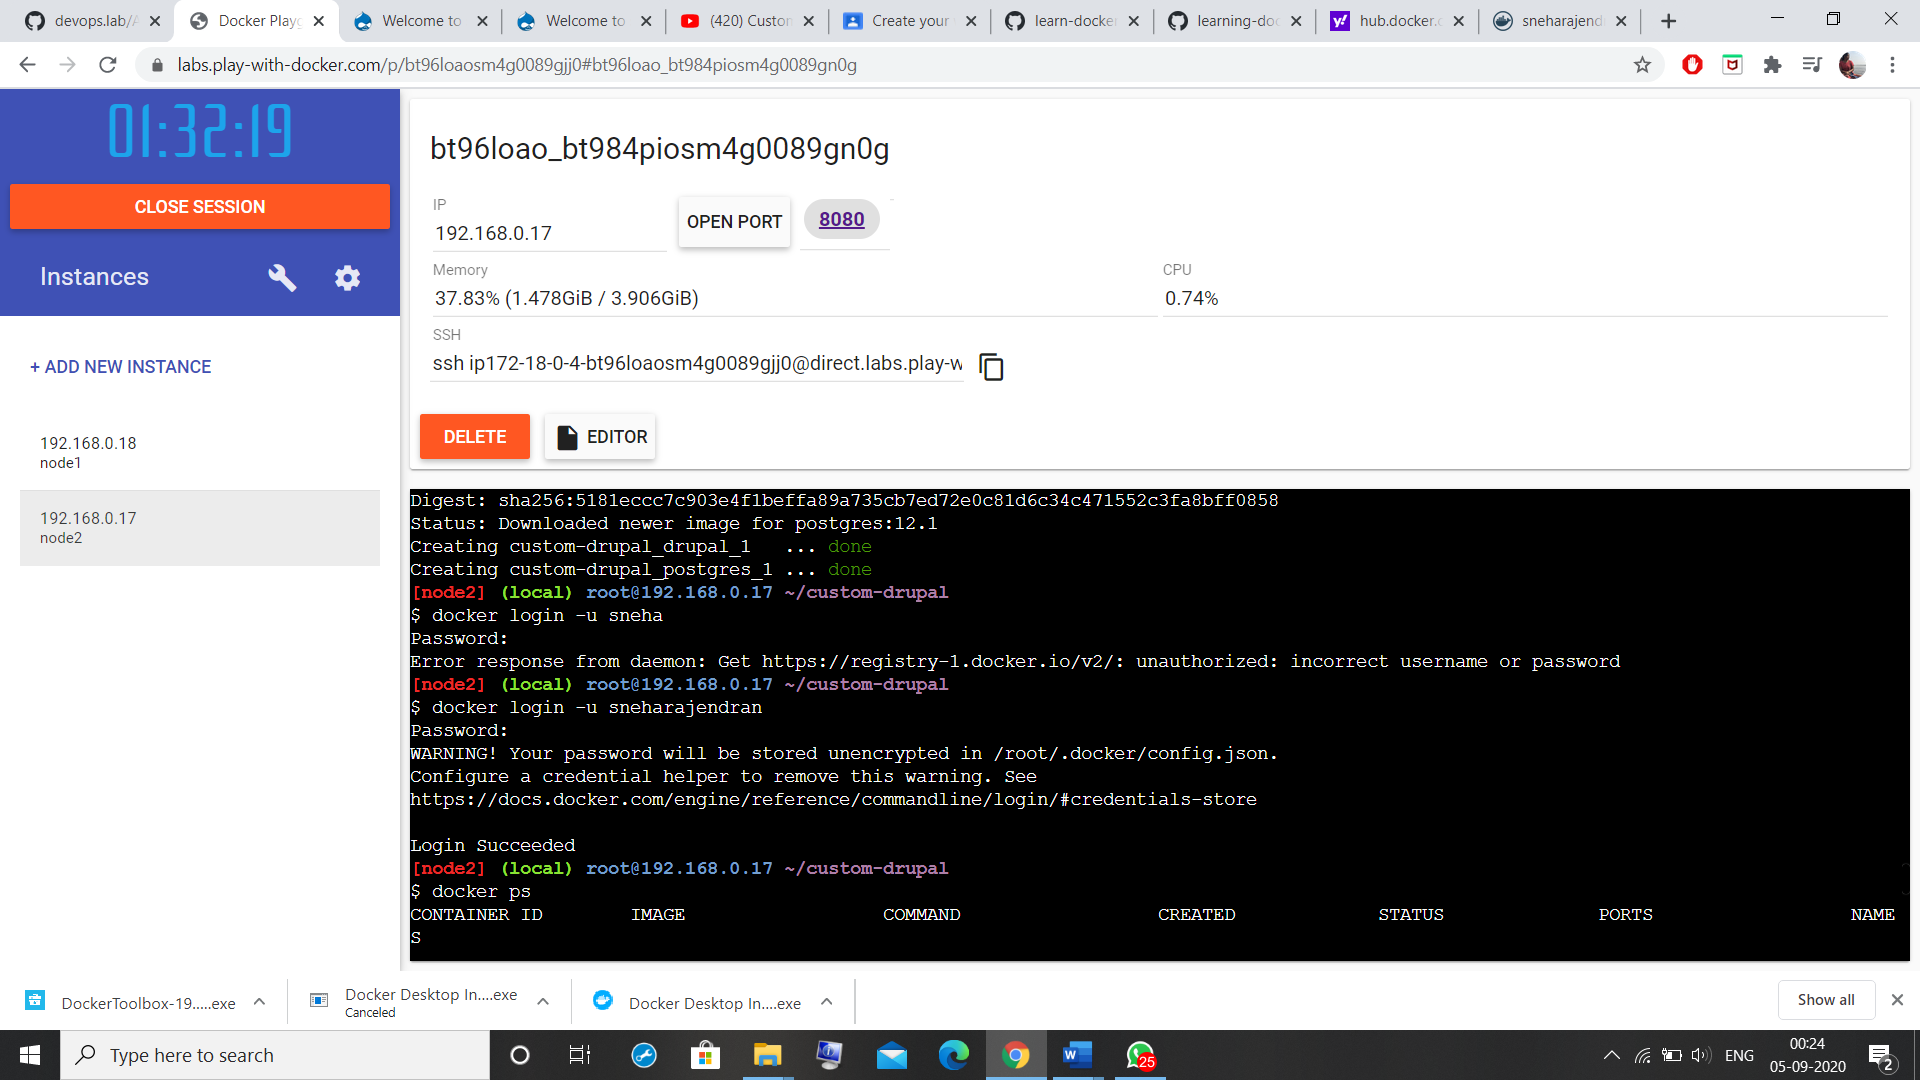 devops.lab/A
Docker Playg
Welcome to
Welcome to
(420) Custom
Create your
learn-docker
learning-doc
hub.docker.c
sneharajend
labs.play-with-docker.com/p/bt96loaosm4g0089gjj0#bt96loao_bt984piosm4g0089gn0g
01:32:19
CLOSE SESSION
Instances
+ ADD NEW INSTANCE
192.168.0.18
node1
192.168.0.17
node2
bt96loao_bt984piosm4g0089gn0g
IP
192.168.0.17
OPEN PORT
8080
Memory
37.83% (1.478GiB / 3.906GiB)
CPU
0.74%
SSH
ssh ip172-18-0-4-bt96loaosm4g0089gjj0@direct.labs.play-w
DELETE
EDITOR
Digest: sha256:5181eccc7c903e4f1beffa89a735cb7ed72e0c81d6c34c471552c3fa8bff0858
Status: Downloaded newer image for postgres:12.1
Creating custom-drupal_drupal_1   ... done
Creating custom-drupal_postgres_1 ... done
[node2] (local) root@192.168.0.17 ~/custom-drupal
$ docker login -u sneha
Password:
Error response from daemon: Get https://registry-1.docker.io/v2/: unauthorized: incorrect username or password
[node2] (local) root@192.168.0.17 ~/custom-drupal
$ docker login -u sneharajendran
Password:
WARNING! Your password will be stored unencrypted in /root/.docker/config.json.
Configure a credential helper to remove this warning. See
https://docs.docker.com/engine/reference/commandline/login/#credentials-store
Login Succeeded
[node2] (local) root@192.168.0.17 ~/custom-drupal
$ docker ps
CONTAINER ID        IMAGE                  COMMAND                  CREATED             STATUS              PORTS                  NAME
S
DockerToolbox-19.....exe
Docker Desktop In....exe
Canceled
Docker Desktop In....exe
Show all
Type here to search
25
ENG
00:24
05-09-2020
2